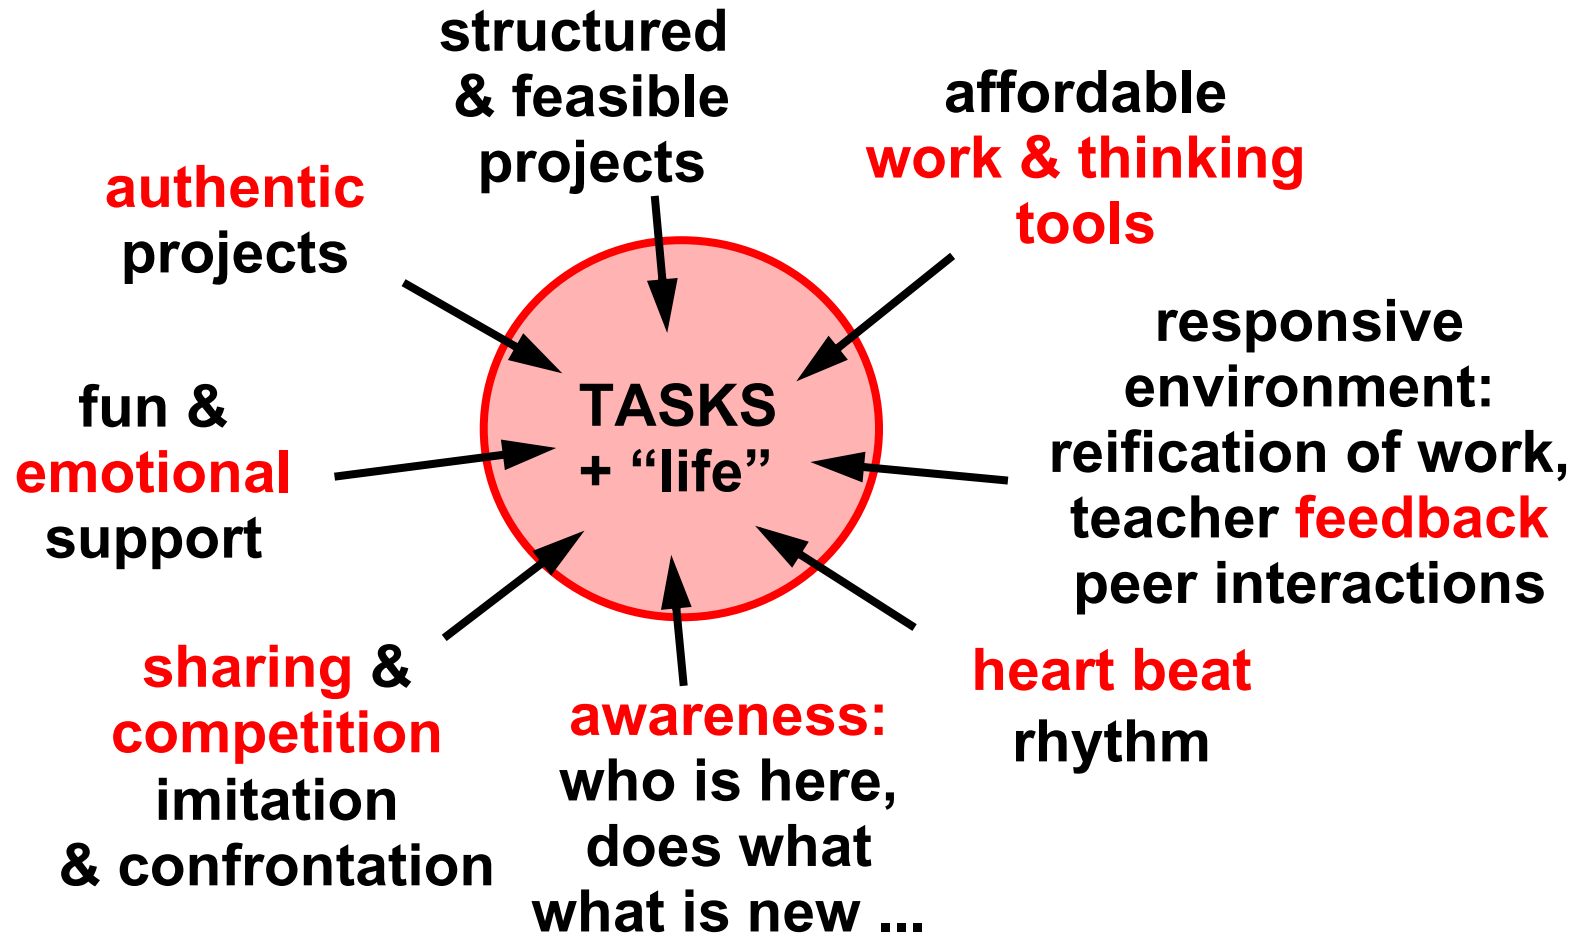 structured
& feasible
projects
affordable
work & thinking
tools
authentic
projects
responsive
environment:
reification of work,
teacher feedback
peer interactions
TASKS
+ “life”
fun &
emotional
support
heart beat
rhythm
sharing &
competition
imitation
& confrontation
awareness:
who is here,
does what
what is new ...